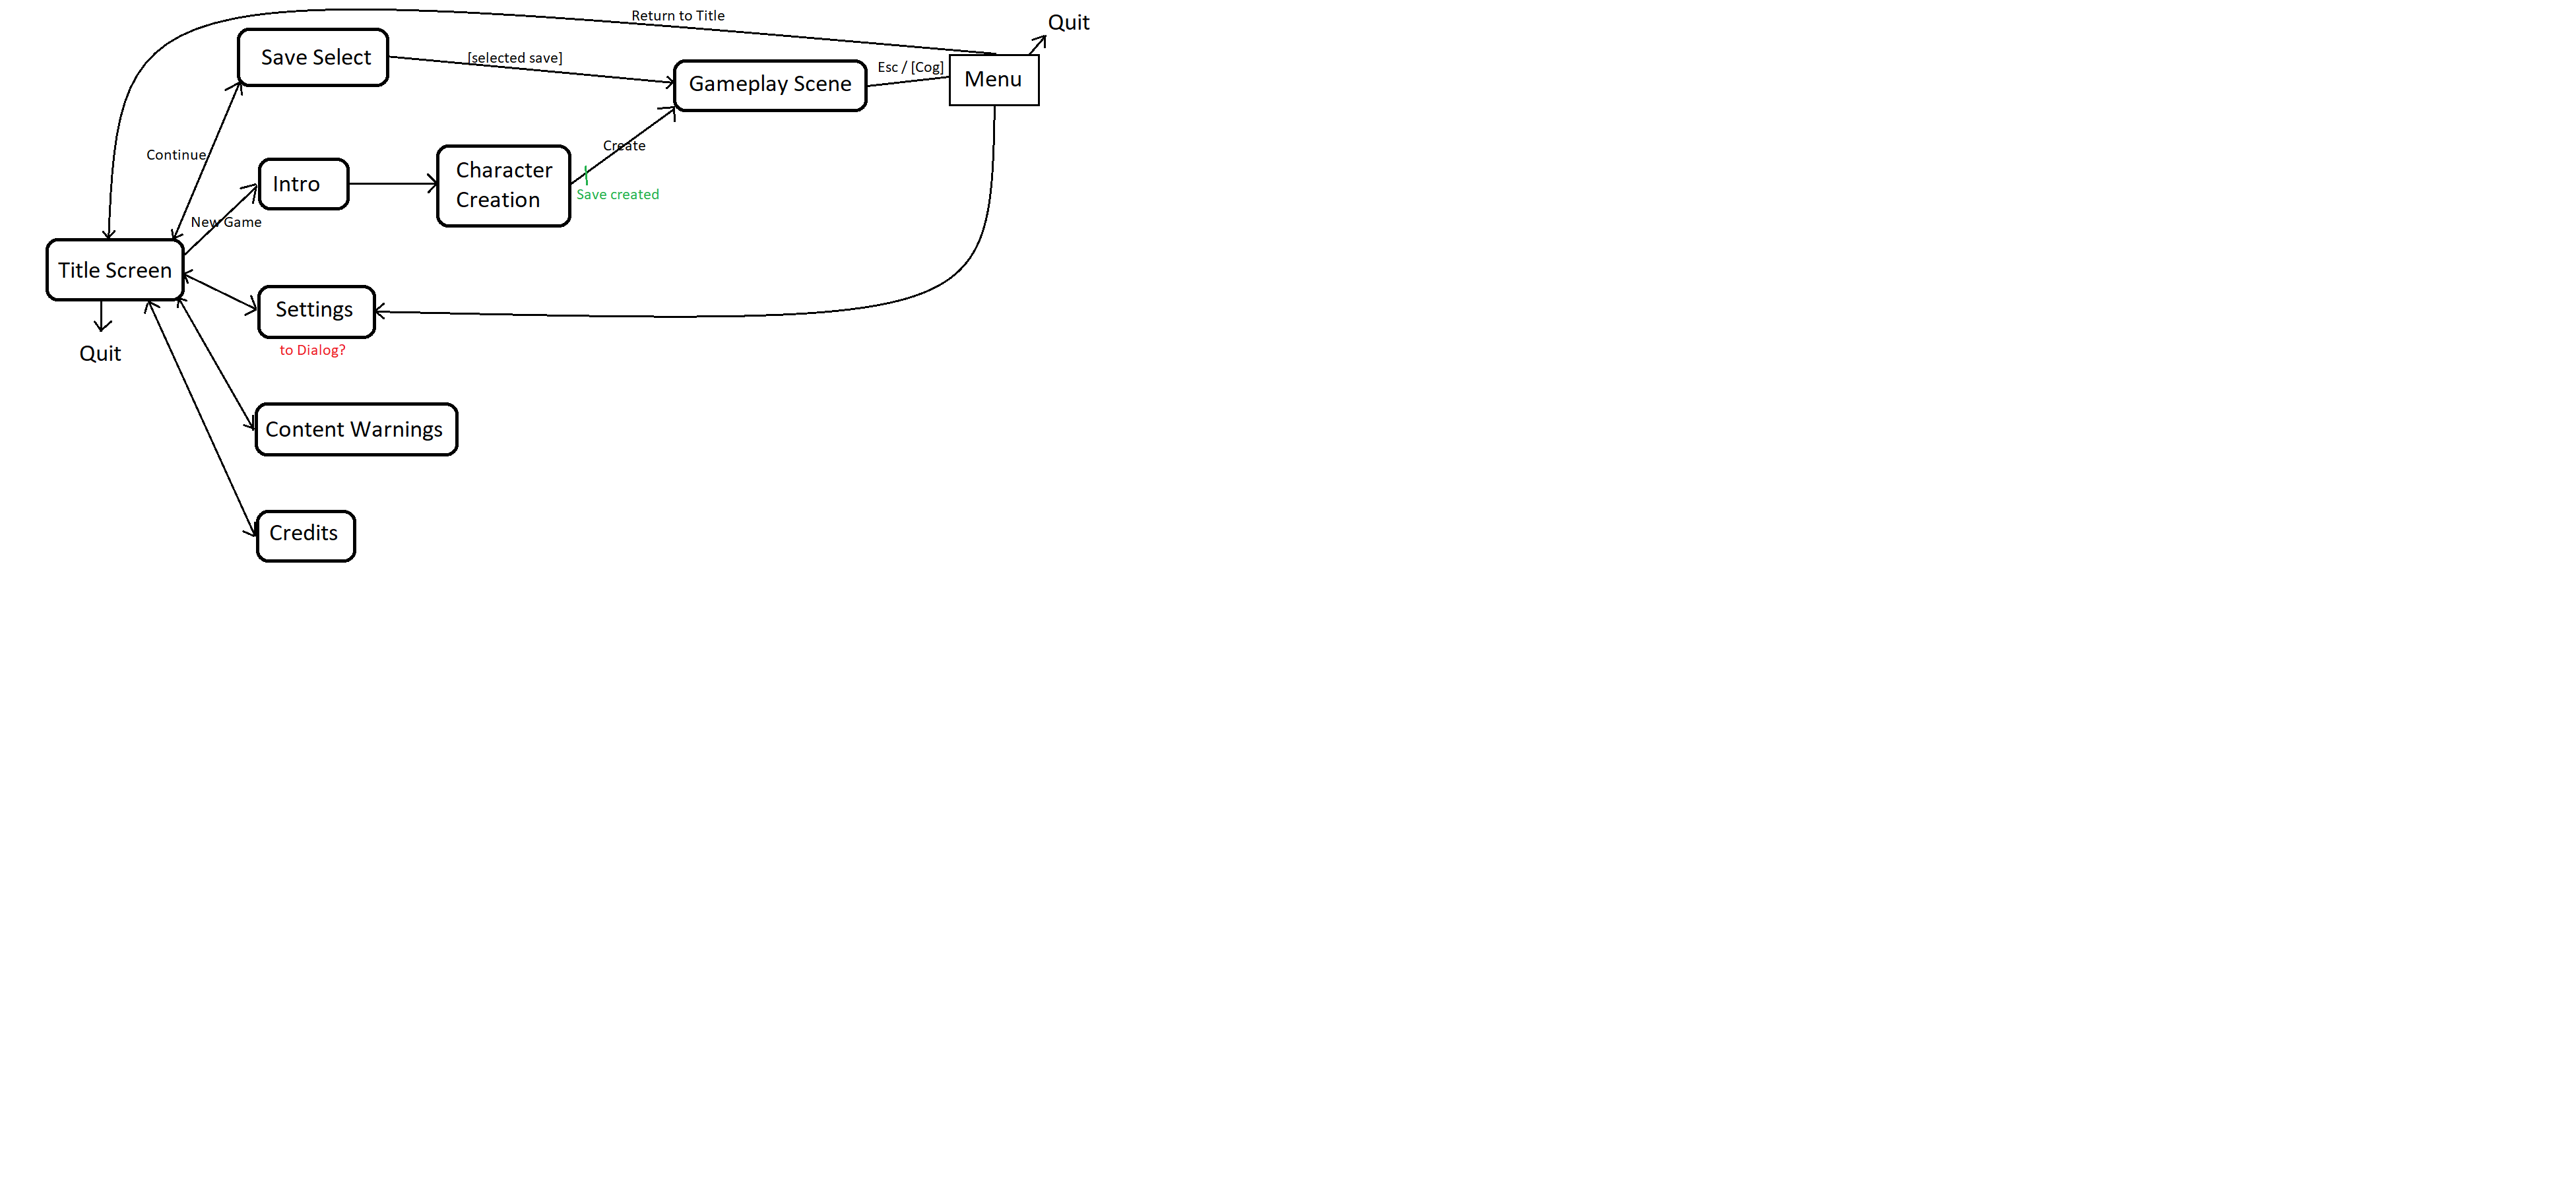 Return to Title
Quit
Save Select
[selected save]
Gameplay Scene
Esc / [Cog]
Menu
Continue
Create
Intro
Character
Creation
Save created
New Game
Title Screen
Settings
to Dialog?
Quit
Content Warnings
Credits